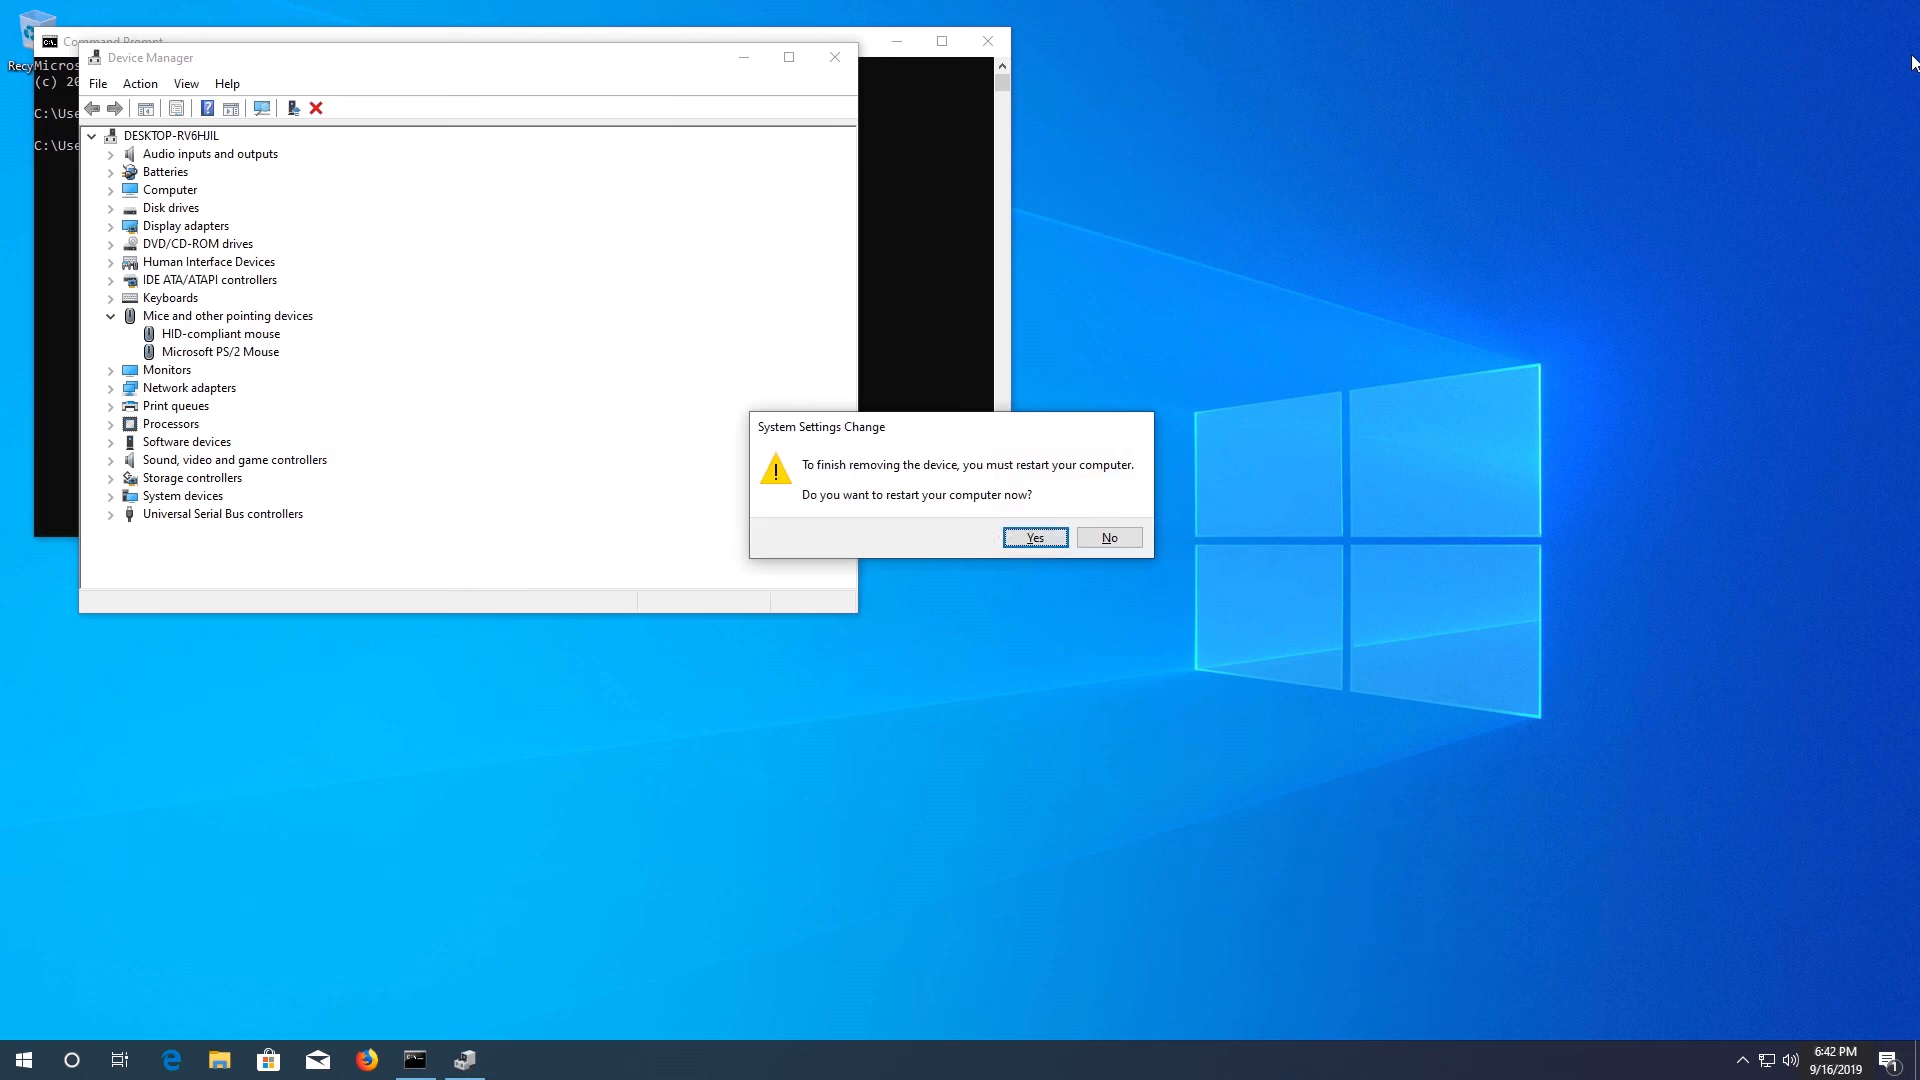 Command Prompt
Device Manager
File Action View Help
Recy
Micros
(c) 20
C:\Use
C:\Use
DESKTOP-RV6HJIL
Audio inputs and outputs
Batteries
Computer
Disk drives
Display adapters
DVD/CD-ROM drives
Human Interface Devices
IDE ATA/ATAPI controllers
Keyboards
Mice and other pointing devices
HID-compliant mouse
Microsoft PS/2 Mouse
Monitors
Network adapters
Print queues
Processors
Software devices
Sound, video and game controllers
Storage controllers
System devices
Universal Serial Bus controllers
System Settings Change
To finish removing the device, you must restart your computer.
Do you want to restart your computer now?
Yes No
6:42 PM
9/16/2019
1